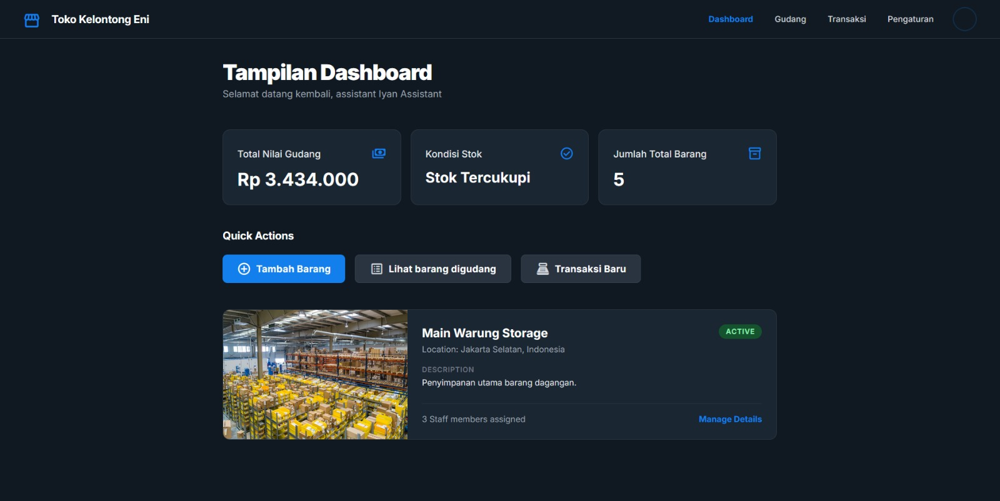 Toko Kelontong Eni
Dashboard
Gudang
Transaksi
Pengaturan
Tampilan Dashboard
Selamat datang kembali, assistant Iyan Assistant
Total Nilai Gudang
Rp 3.434.000
Kondisi Stok
Stok Tercukupi
Jumlah Total Barang
5
Quick Actions
Tambah Barang
Lihat barang digudang
Transaksi Baru
Main Warung Storage
ACTIVE
Location: Jakarta Selatan, Indonesia
DESCRIPTION
Penyimpanan utama barang dagangan.
3 Staff members assigned
Manage Details